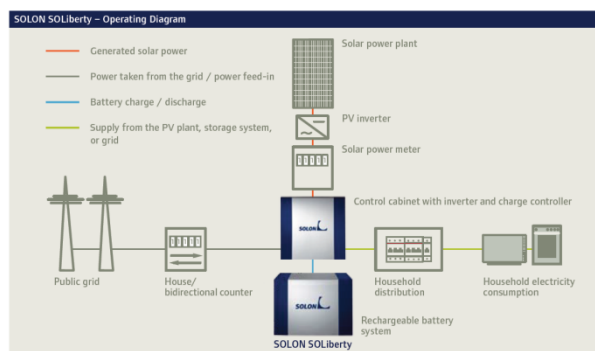 SOLON SOLiberty – Operating Diagram
Generated solar power
Power taken from the grid / power feed-in
Battery charge / discharge
Supply from the PV plant, storage system,
or grid
Solar power plant
PV inverter
Solar power meter
Control cabinet with inverter and charge controller
SOLON
Public grid
House/
bidirectional counter
Household
distribution
Household electricity
consumption
SOLON
Rechargeable battery
system
SOLON SOLiberty